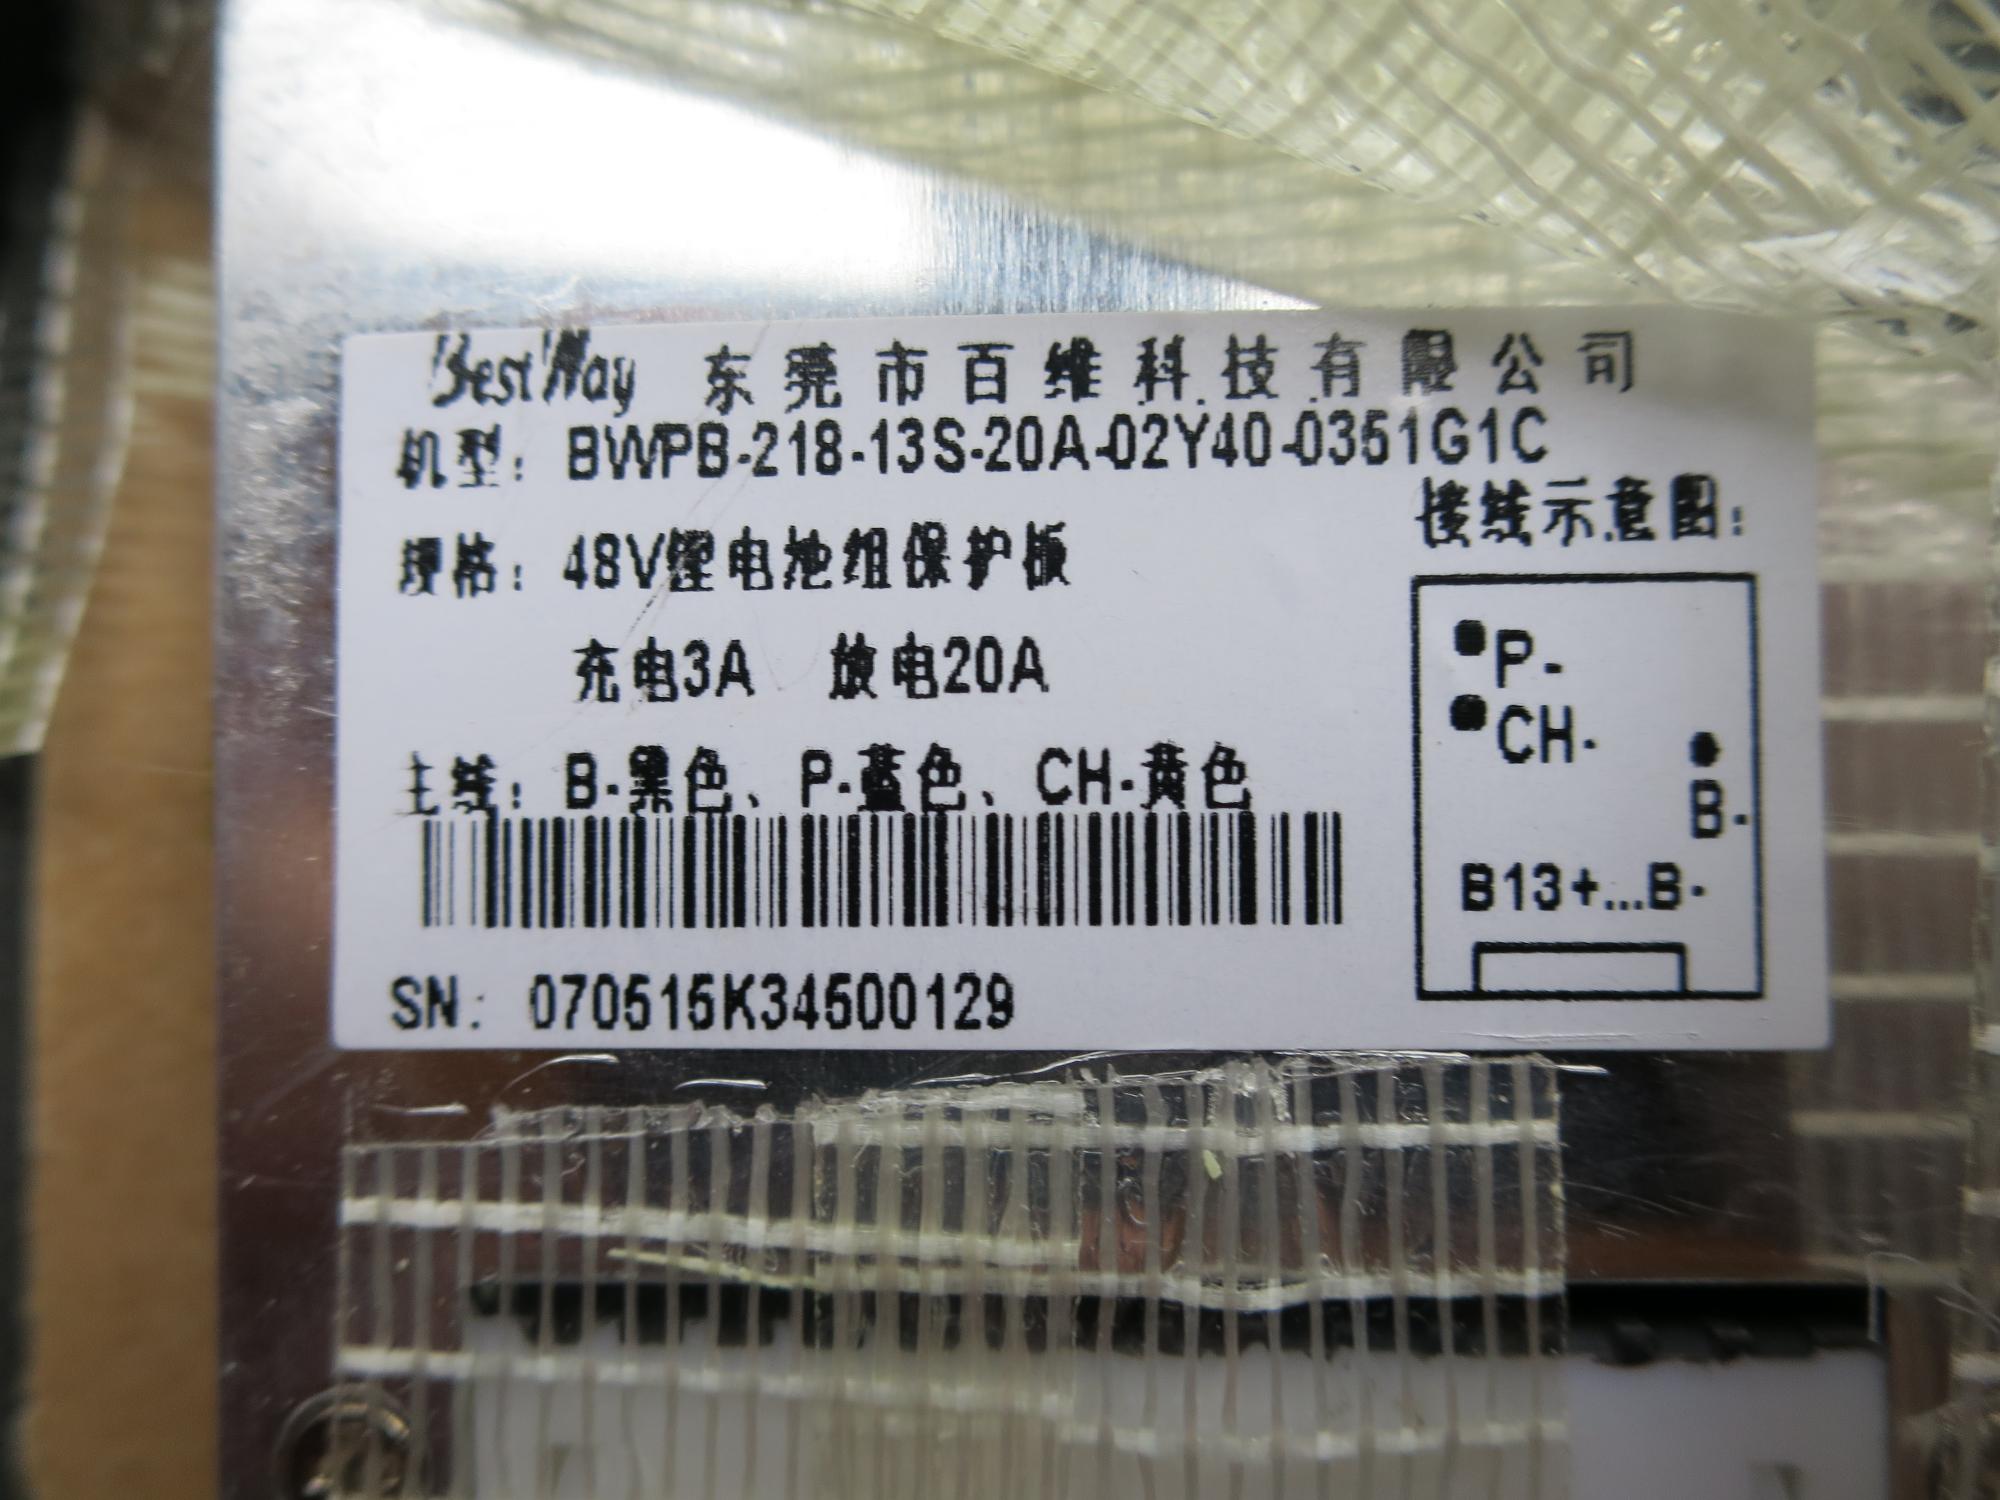 BestWay 东莞市百维科技有限公司
机型: BWPB-218-13S-20A-02Y40-0351G1C
接线示意图:
规格: 48V锂电池组保护板
充电3A 放电20A
主线: B-黑色、P-蓝色、CH-黄色
P-
CH-
B-
B13+...B-
SN: 070515K34500129